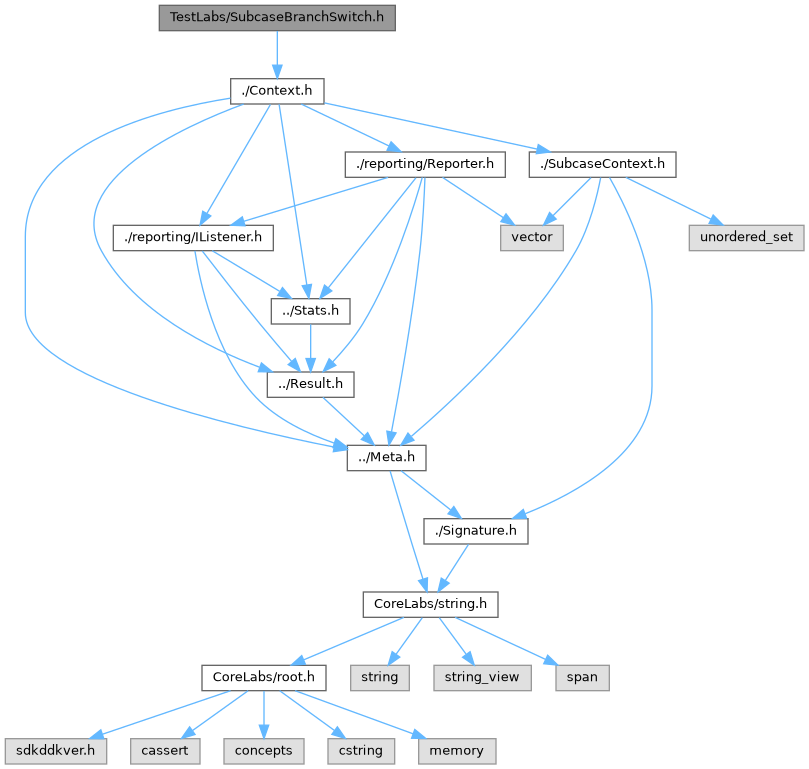 TestLabs/SubcaseBranchSwitch.h
./Context.h
./reporting/Reporter.h
./SubcaseContext.h
./reporting/IListener.h
vector
unordered_set
../Stats.h
../Result.h
../Meta.h
./Signature.h
CoreLabs/string.h
CoreLabs/root.h
string
string_view
span
sdkddkver.h
cassert
concepts
cstring
memory